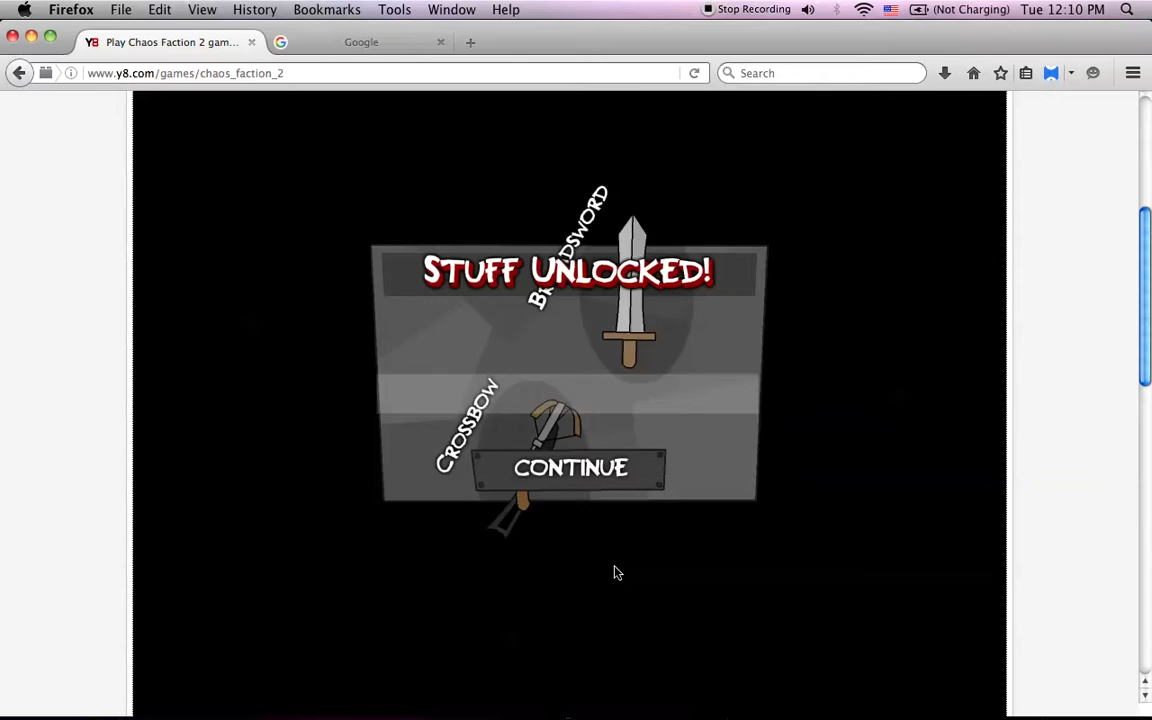 Firefox File Edit View History Bookmarks Tools Window Help Stop Recording (Not Charging) Tue 12:10 PM
Y8 Play Chaos Faction 2 gam... Google
www.y8.com/games/chaos_faction_2 Search
STUFF UNLOCKED!
CROSSBOW
CONTINUE